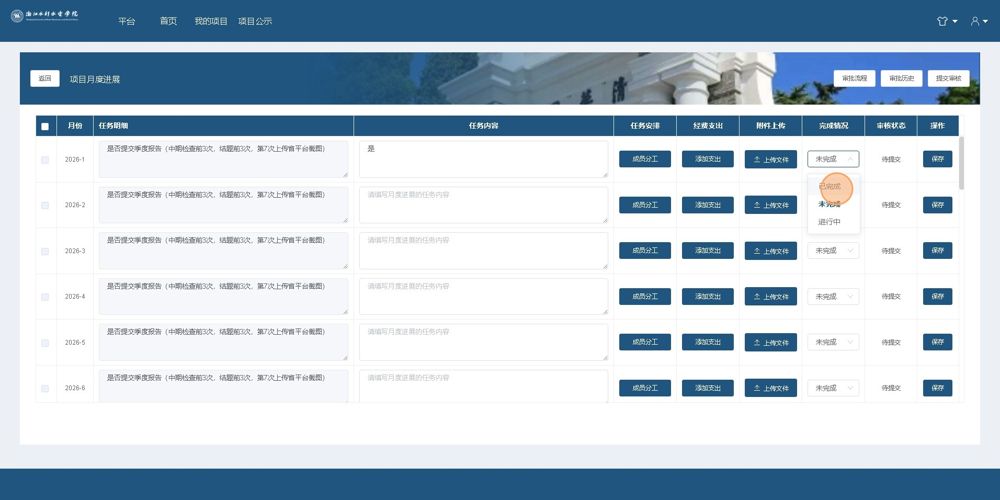 浙江水利水电学院
Zhejiang University of Water Resources and Electric Power
平台 首页 我的项目 项目公示
返回 项目月度进展 审批流程 审批历史 提交审核
月份 任务明细 任务内容 任务安排 经费支出 附件上传 完成情况 审核状态 操作
2026-1 是否提交季度报告（中期检查前3次，结题前3次，第7次上传省平台截图） 是 成员分工 添加支出 上传文件 未完成 待提交 保存
已完成
未完成
进行中
2026-2 是否提交季度报告（中期检查前3次，结题前3次，第7次上传省平台截图） 请填写月度进展的任务内容 成员分工 添加支出 上传文件 待提交 保存
2026-3 是否提交季度报告（中期检查前3次，结题前3次，第7次上传省平台截图） 请填写月度进展的任务内容 成员分工 添加支出 上传文件 未完成 待提交 保存
2026-4 是否提交季度报告（中期检查前3次，结题前3次，第7次上传省平台截图） 请填写月度进展的任务内容 成员分工 添加支出 上传文件 未完成 待提交 保存
2026-5 是否提交季度报告（中期检查前3次，结题前3次，第7次上传省平台截图） 请填写月度进展的任务内容 成员分工 添加支出 上传文件 未完成 待提交 保存
2026-6 是否提交季度报告（中期检查前3次，结题前3次，第7次上传省平台截图） 请填写月度进展的任务内容 成员分工 添加支出 上传文件 未完成 待提交 保存